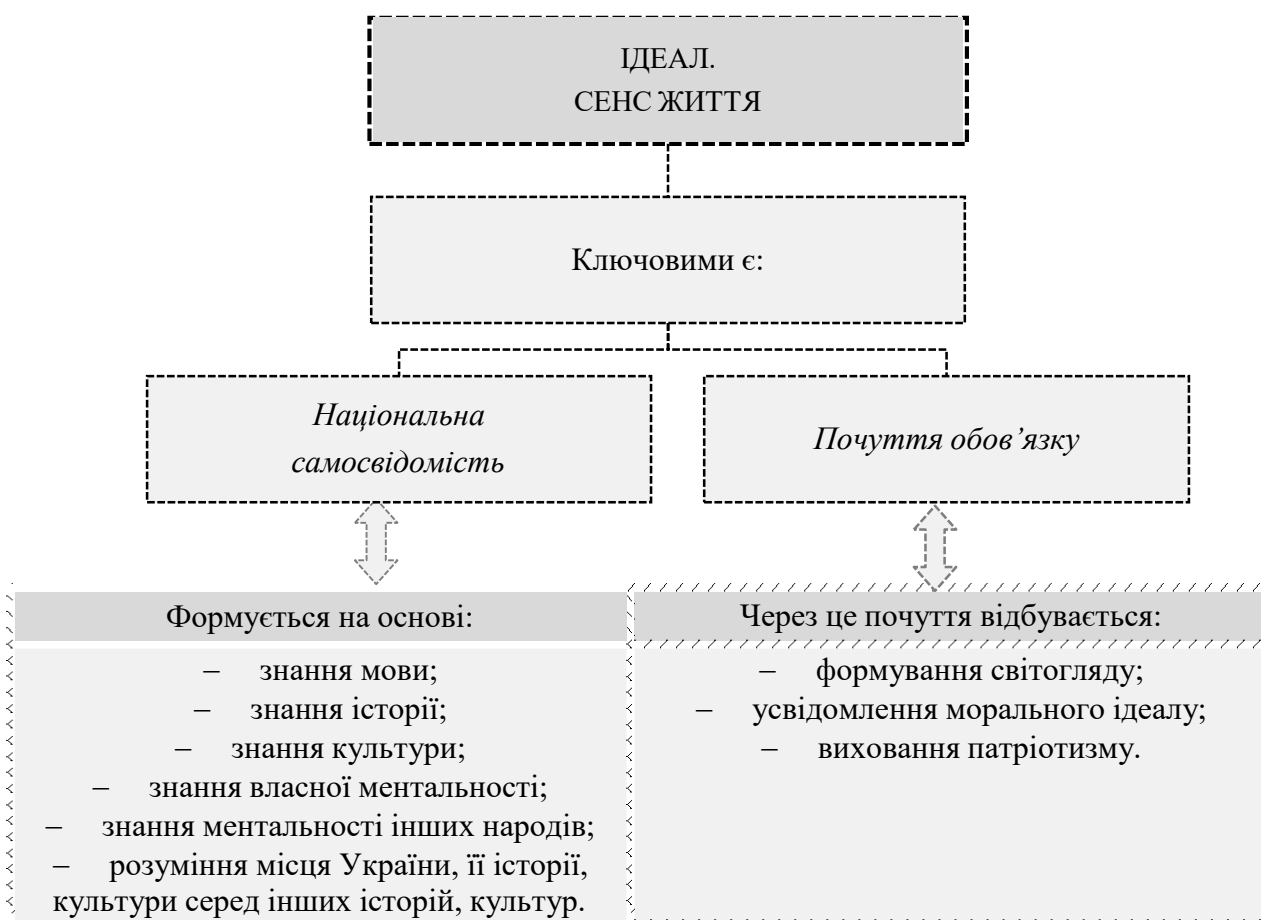 ІДЕАЛ.
СЕНС ЖИТТЯ
Ключовими є:
Національна
самосвідомість
Почуття обов’язку
Формується на основі:
– знання мови;
– знання історії;
– знання культури;
– знання власної ментальності;
– знання ментальності інших народів;
– розуміння місця України, її історії,
культури серед інших історій, культур.
Через це почуття відбувається:
– формування світогляду;
– усвідомлення морального ідеалу;
– виховання патріотизму.